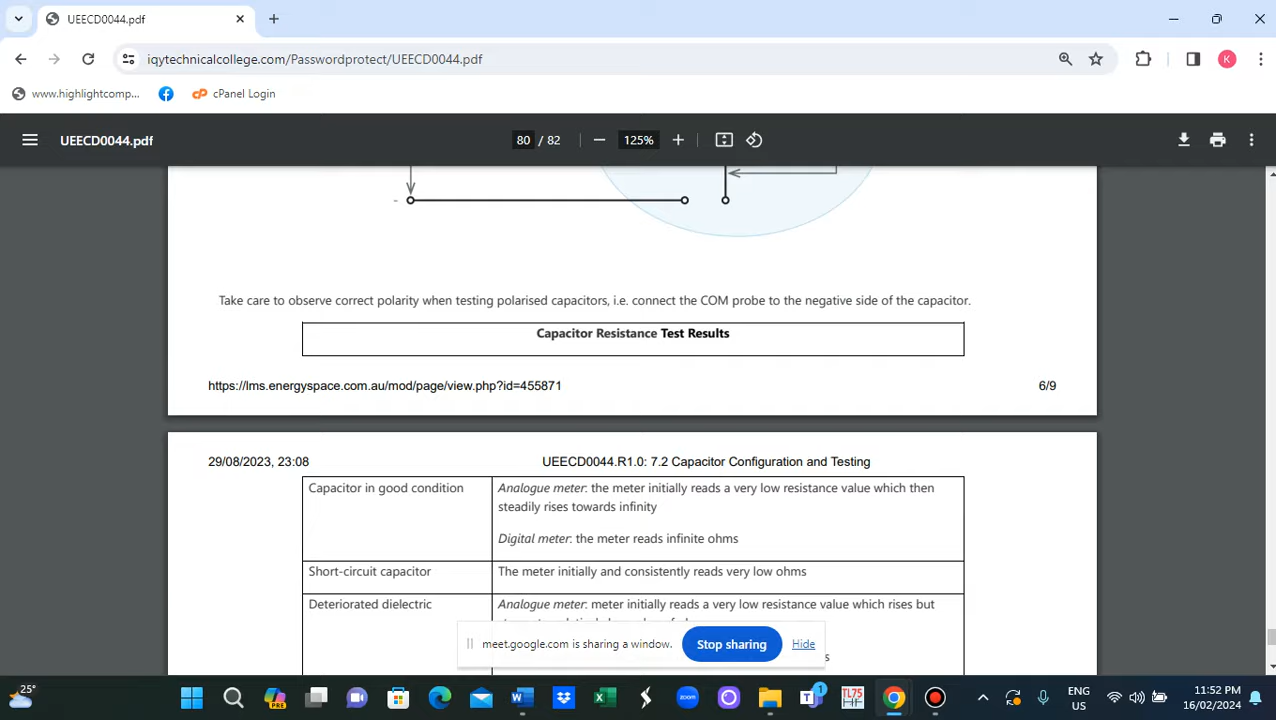 UEECD0044.pdf
iqytechnicalcollege.com/Passwordprotect/UEECD0044.pdf
K
www.highlightcomp...
cP cPanel Login
UEECD0044.pdf
80 / 82
125%
-
Take care to observe correct polarity when testing polarised capacitors, i.e. connect the COM probe to the negative side of the capacitor.
Capacitor Resistance Test Results
https://lms.energyspace.com.au/mod/page/view.php?id=455871 6/9
29/08/2023, 23:08 UEECD0044.R1.0: 7.2 Capacitor Configuration and Testing
Capacitor in good condition Analogue meter: the meter initially reads a very low resistance value which then
steadily rises towards infinity
Digital meter: the meter reads infinite ohms
Short-circuit capacitor The meter initially and consistently reads very low ohms
Deteriorated dielectric Analogue meter: meter initially reads a very low resistance value which rises but
meet.google.com is sharing a window. Stop sharing Hide
25°
PRE
W
zoom
T
1
TL75
ENG
US
11:52 PM
16/02/2024